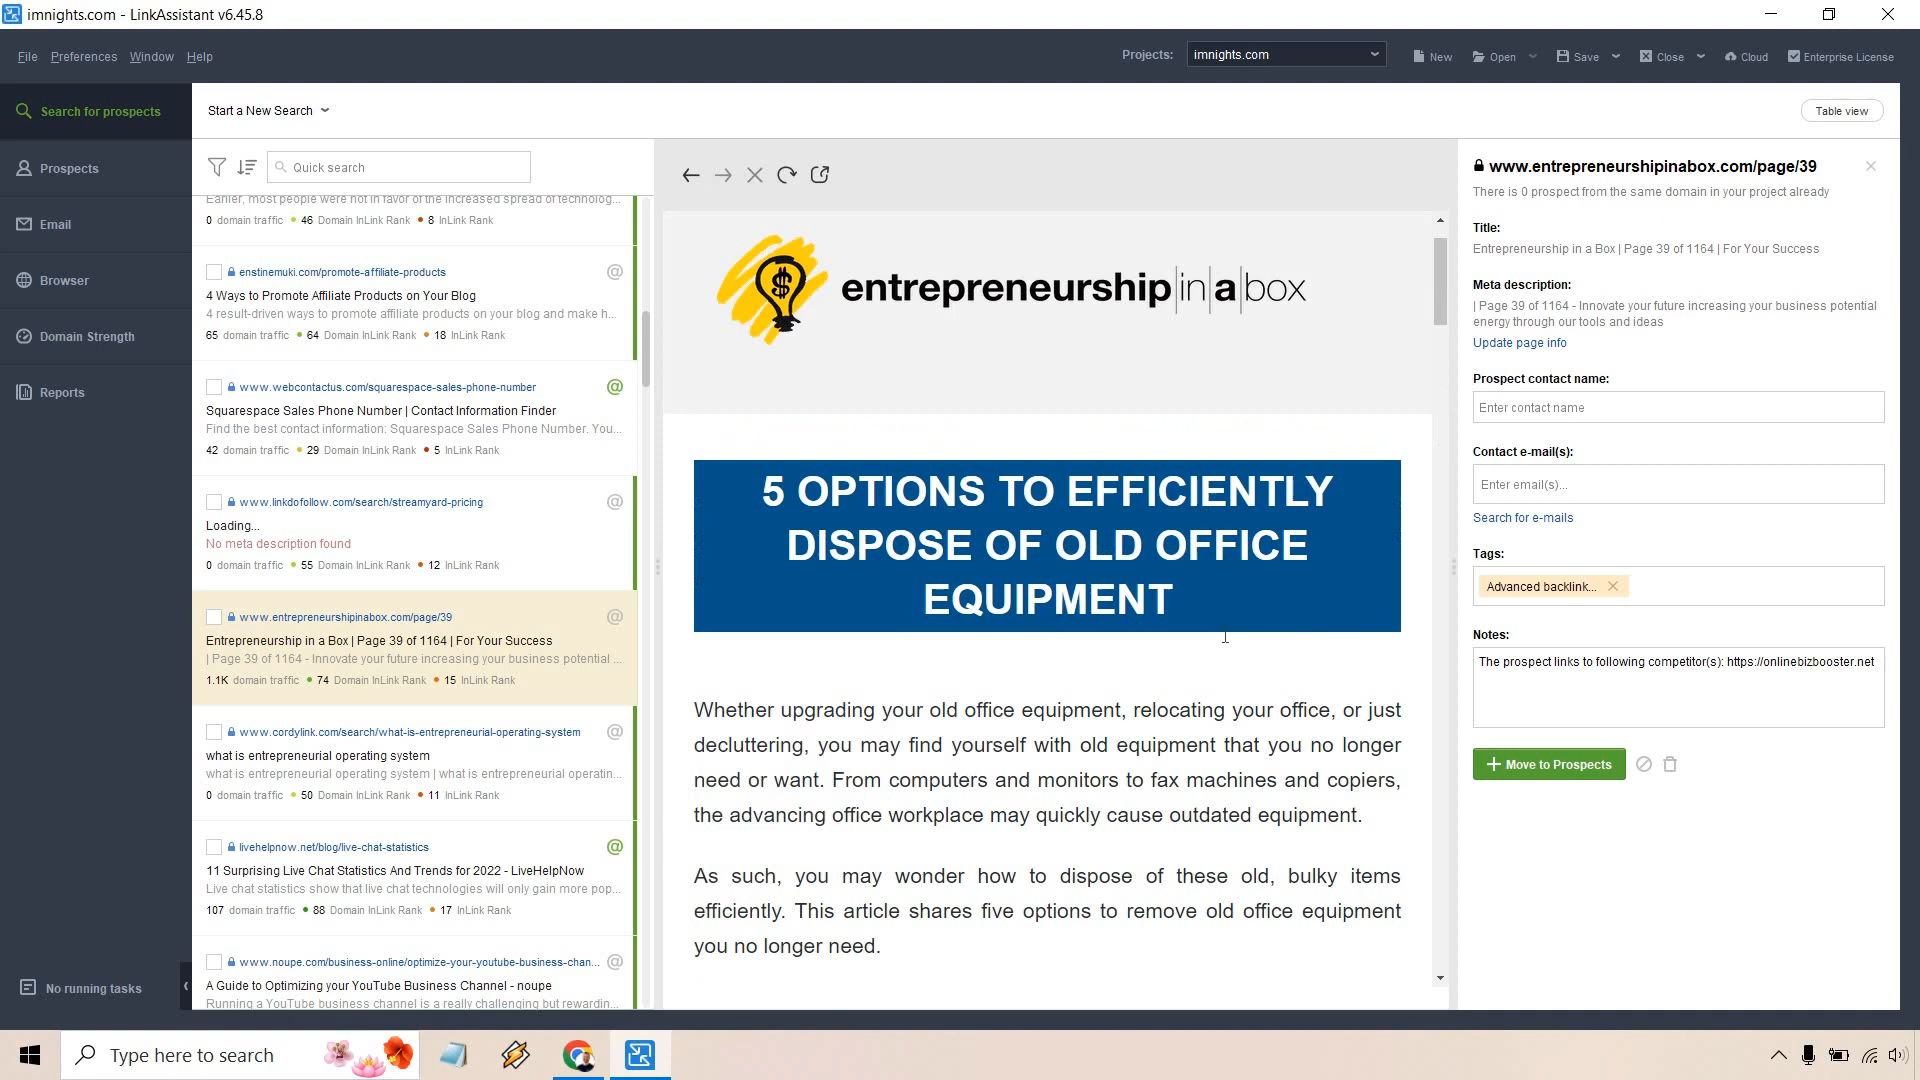 imnights.com - LinkAssistant v6.45.8
File Preferences Window Help
Projects: imnights.com
New Open Save Close Cloud Enterprise License
Search for prospects
Prospects
Email
Browser
Domain Strength
Reports
No running tasks
Start a New Search
Table view
Quick search
Earlier, most people were not in favor of the increased spread of technolog...
0 domain traffic 46 Domain InLink Rank 8 InLink Rank
enstinemuki.com/promote-affiliate-products @
4 Ways to Promote Affiliate Products on Your Blog
4 result-driven ways to promote affiliate products on your blog and make h...
65 domain traffic 64 Domain InLink Rank 18 InLink Rank
www.webcontactus.com/squarespace-sales-phone-number @
Squarespace Sales Phone Number | Contact Information Finder
Find the best contact information: Squarespace Sales Phone Number. You...
42 domain traffic 29 Domain InLink Rank 5 InLink Rank
www.linkdofollow.com/search/streamyard-pricing @
Loading...
No meta description found
0 domain traffic 55 Domain InLink Rank 12 InLink Rank
www.entrepreneurshipinabox.com/page/39 @
Entrepreneurship in a Box | Page 39 of 1164 | For Your Success
| Page 39 of 1164 - Innovate your future increasing your business potential ...
1.1K domain traffic 74 Domain InLink Rank 15 InLink Rank
www.cordylink.com/search/what-is-entrepreneurial-operating-system @
what is entrepreneurial operating system
what is entrepreneurial operating system | what is entrepreneurial operatin...
0 domain traffic 50 Domain InLink Rank 11 InLink Rank
livehelpnow.net/blog/live-chat-statistics @
11 Surprising Live Chat Statistics And Trends for 2022 - LiveHelpNow
Live chat statistics show that live chat technologies will only gain more pop...
107 domain traffic 88 Domain InLink Rank 17 InLink Rank
www.noupe.com/business-online/optimize-your-youtube-business-chan... @
A Guide to Optimizing your YouTube Business Channel - noupe
Running a YouTube business channel is a really challenging but rewardin...
$ entrepreneurship|in|a|box
5 OPTIONS TO EFFICIENTLY
DISPOSE OF OLD OFFICE
EQUIPMENT
Whether upgrading your old office equipment, relocating your office, or just
decluttering, you may find yourself with old equipment that you no longer
need or want. From computers and monitors to fax machines and copiers,
the advancing office workplace may quickly cause outdated equipment.
As such, you may wonder how to dispose of these old, bulky items
efficiently. This article shares five options to remove old office equipment
you no longer need.
www.entrepreneurshipinabox.com/page/39
There is 0 prospect from the same domain in your project already
Title:
Entrepreneurship in a Box | Page 39 of 1164 | For Your Success
Meta description:
| Page 39 of 1164 - Innovate your future increasing your business potential
energy through our tools and ideas
Update page info
Prospect contact name:
Enter contact name
Contact e-mail(s):
Enter email(s)...
Search for e-mails
Tags:
Advanced backlink...
Notes:
The prospect links to following competitor(s): https://onlinebizbooster.net
Move to Prospects
Type here to search